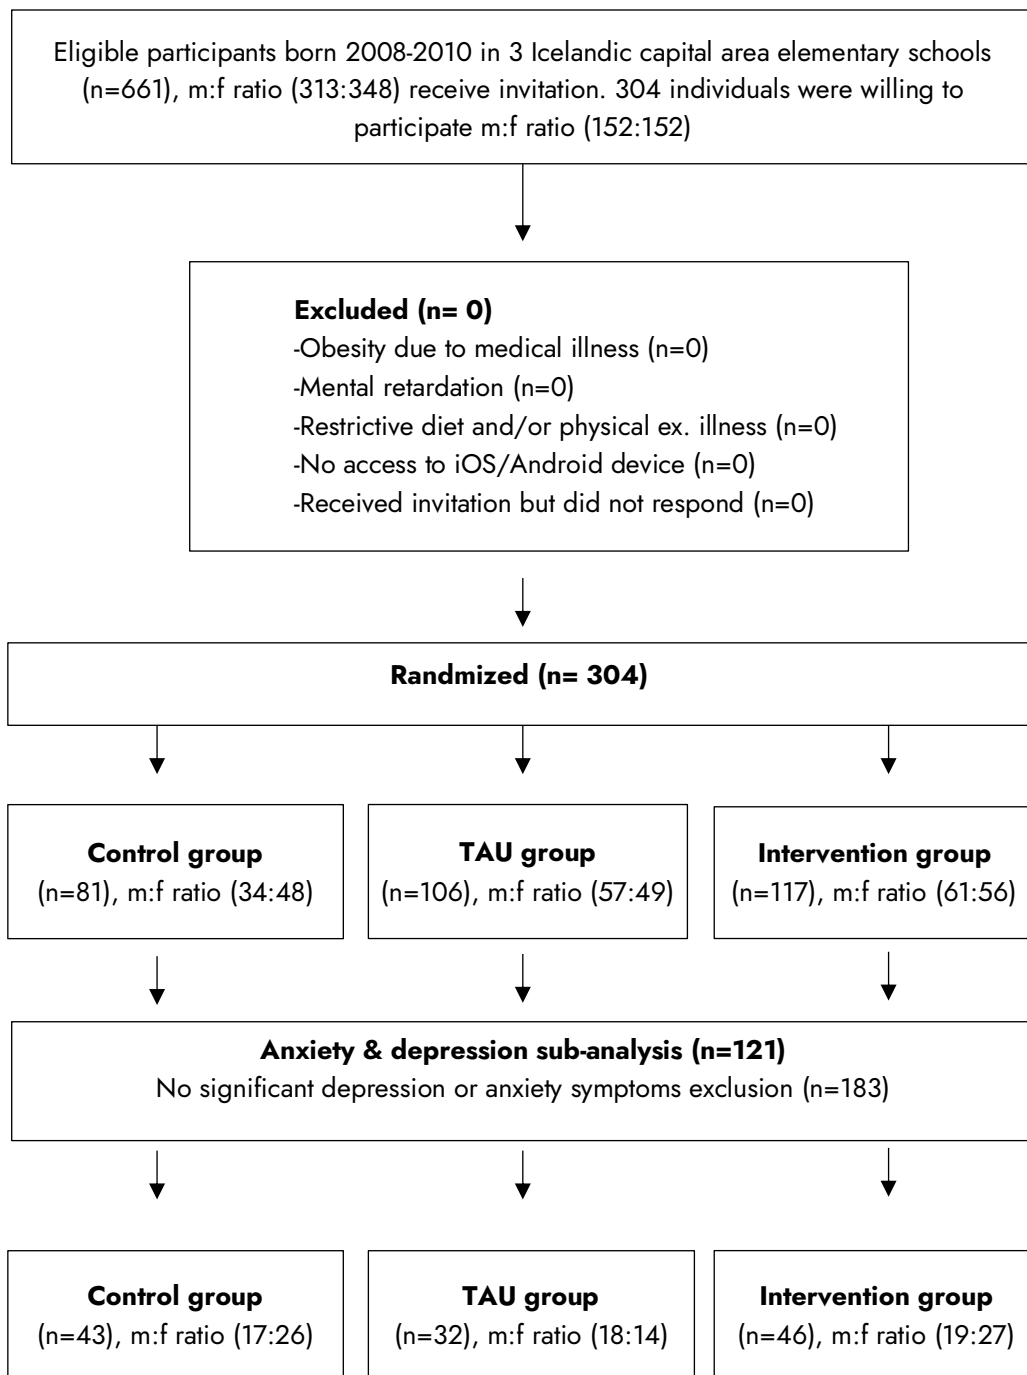 Eligible participants born 2008-2010 in 3 Icelandic capital area elementary schools
(n=661), m:f ratio (313:348) receive invitation. 304 individuals were willing to
participate m:f ratio (152:152)
Excluded (n= 0)
-Obesity due to medical illness (n=0)
-Mental retardation (n=0)
-Restrictive diet and/or physical ex. illness (n=0)
-No access to iOS/Android device (n=0)
-Received invitation but did not respond (n=0)
Randmized (n= 304)
Control group
(n=81), m:f ratio (34:48)
TAU group
(n=106), m:f ratio (57:49)
Intervention group
(n=117), m:f ratio (61:56)
Anxiety & depression sub-analysis (n=121)
No significant depression or anxiety symptoms exclusion (n=183)
Control group
(n=43), m:f ratio (17:26)
TAU group
(n=32), m:f ratio (18:14)
Intervention group
(n=46), m:f ratio (19:27)